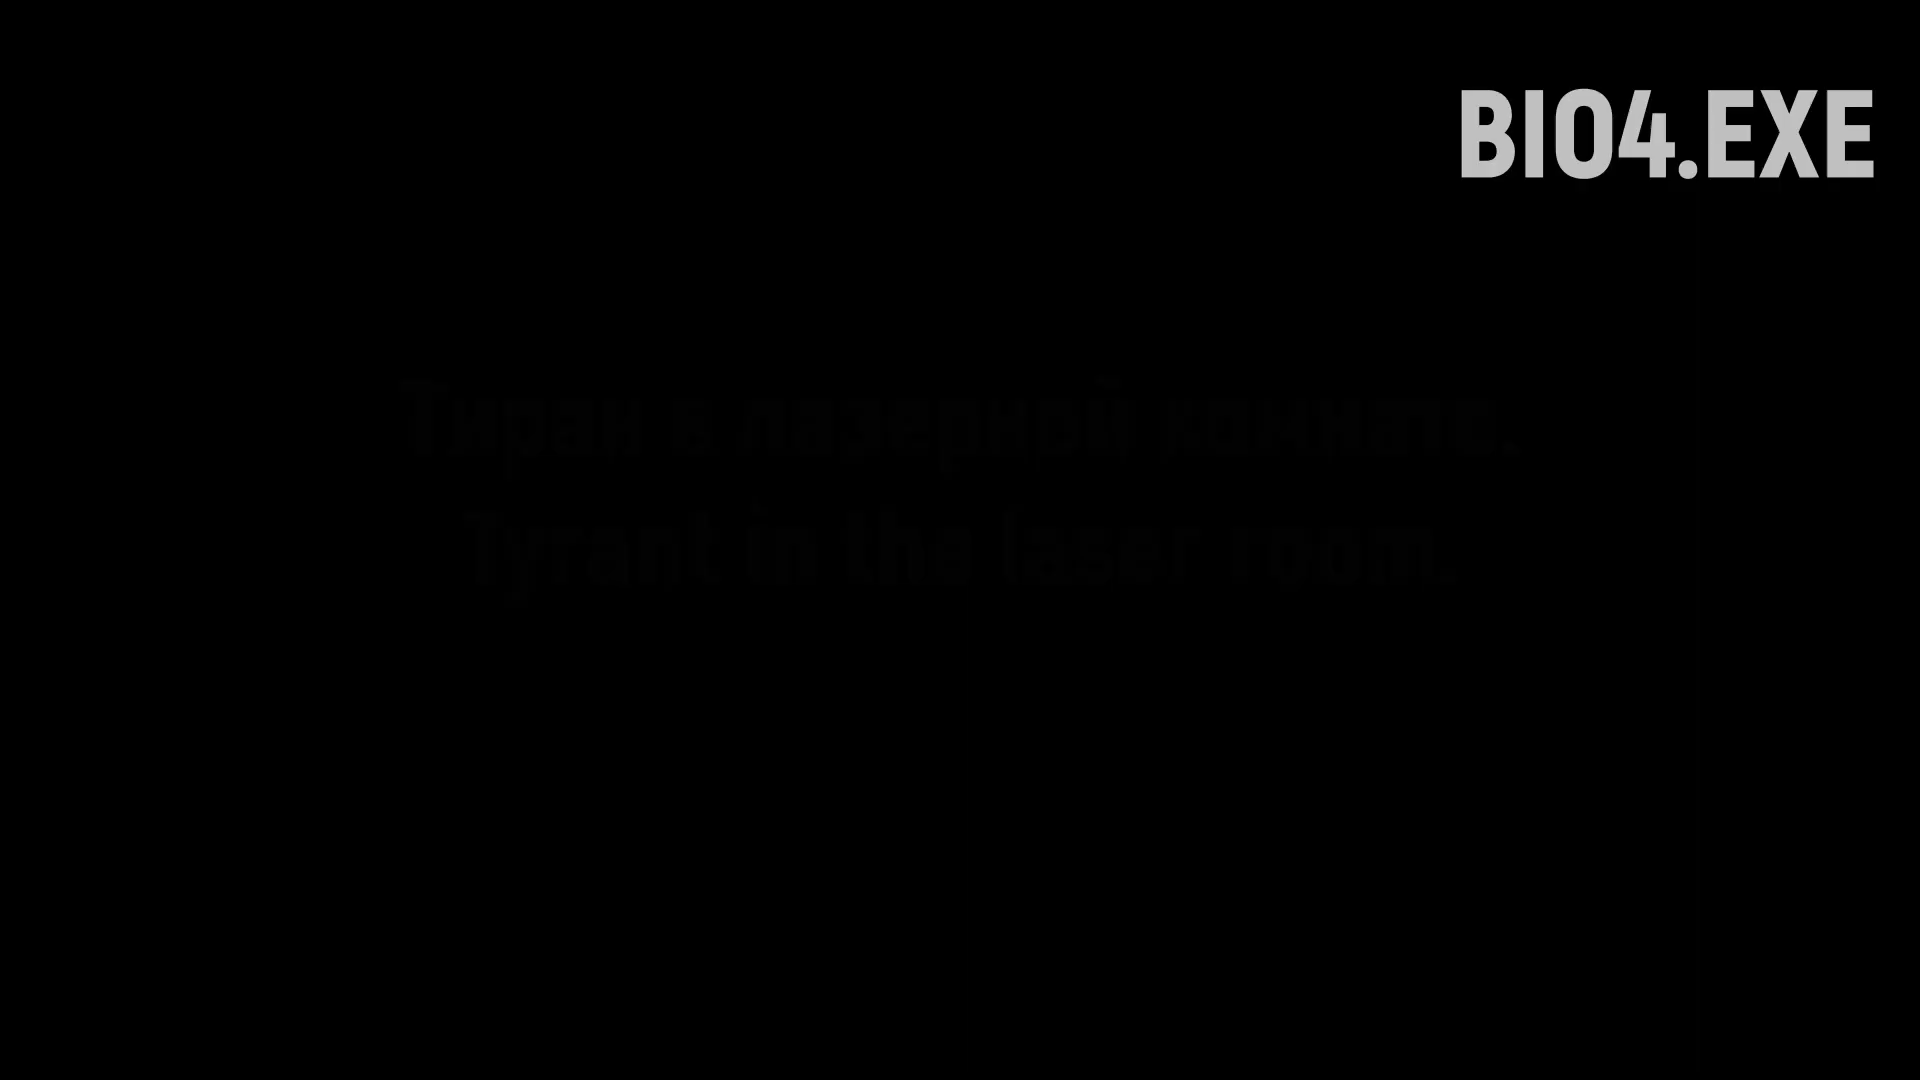 BIO4.EXE
Тиран в лазерной комнате.
Tyrant in the laser room.